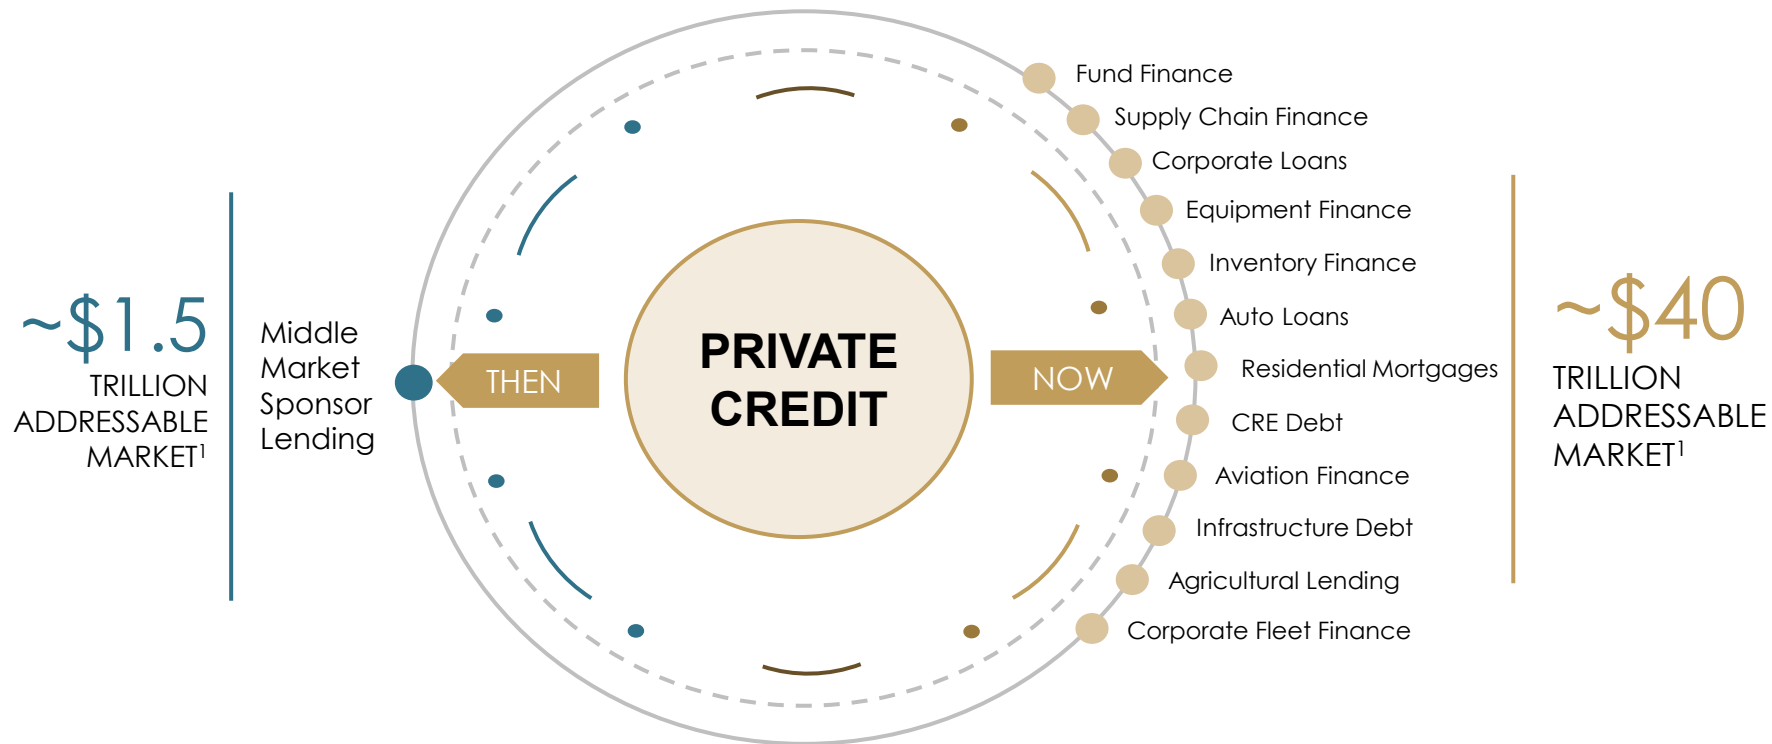 ~$1.5
TRILLION
ADDRESSABLE
MARKET¹
Middle
Market
Sponsor
Lending
THEN
PRIVATE
CREDIT
NOW
Fund Finance
Supply Chain Finance
Corporate Loans
Equipment Finance
Inventory Finance
Auto Loans
Residential Mortgages
CRE Debt
Aviation Finance
Infrastructure Debt
Agricultural Lending
Corporate Fleet Finance
~$40
TRILLION
ADDRESSABLE
MARKET¹